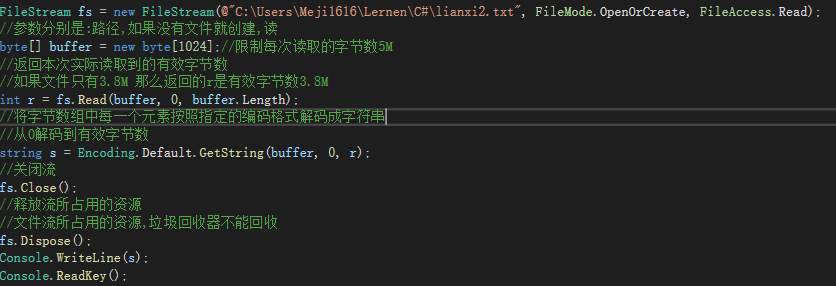 FileStream fs = new FileStream(@"C:\Users\Meji1616\Lernen\C#\lianxi2.txt", FileMode.OpenOrCreate, FileAccess.Read);
//参数分别是:路径,如果没有文件就创建,读
byte[] buffer = new byte[1024];//限制每次读取的字节数5M
//返回本次实际读取到的有效字节数
//如果文件只有3.8M 那么返回的r是有效字节数3.8M
int r = fs.Read(buffer, 0, buffer.Length);
//将字节数组中每一个元素按照指定的编码格式解码成字符串
//从0解码到有效字节数
string s = Encoding.Default.GetString(buffer, 0, r);
//关闭流
fs.Close();
//释放流所占用的资源
//文件流所占用的资源,垃圾回收器不能回收
fs.Dispose();
Console.WriteLine(s);
Console.ReadKey();